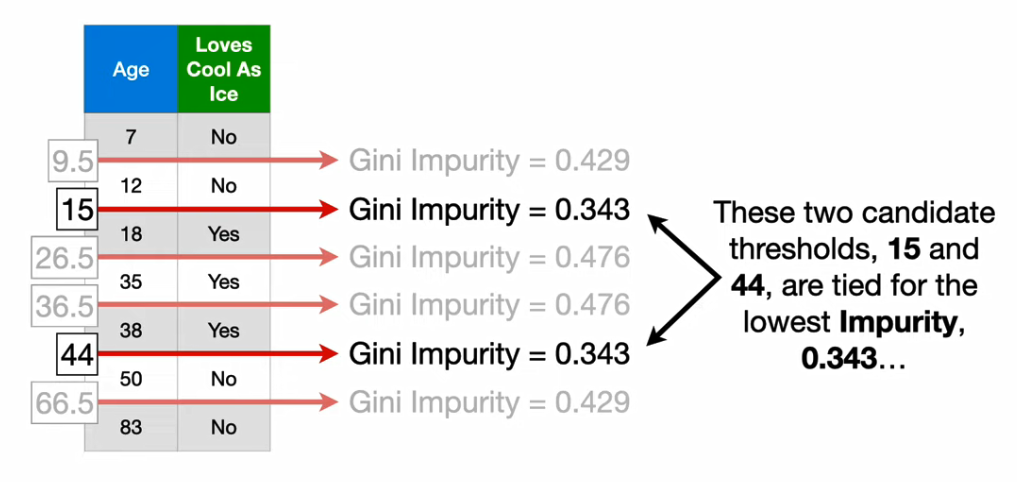 Age
Loves
Cool As
Ice
7 No
9.5 Gini Impurity = 0.429
12 No
15 Gini Impurity = 0.343
18 Yes
26.5 Gini Impurity = 0.476
35 Yes
36.5 Gini Impurity = 0.476
38 Yes
44 Gini Impurity = 0.343
50 No
66.5 Gini Impurity = 0.429
83 No
These two candidate
thresholds, 15 and
44, are tied for the
lowest Impurity,
0.343…